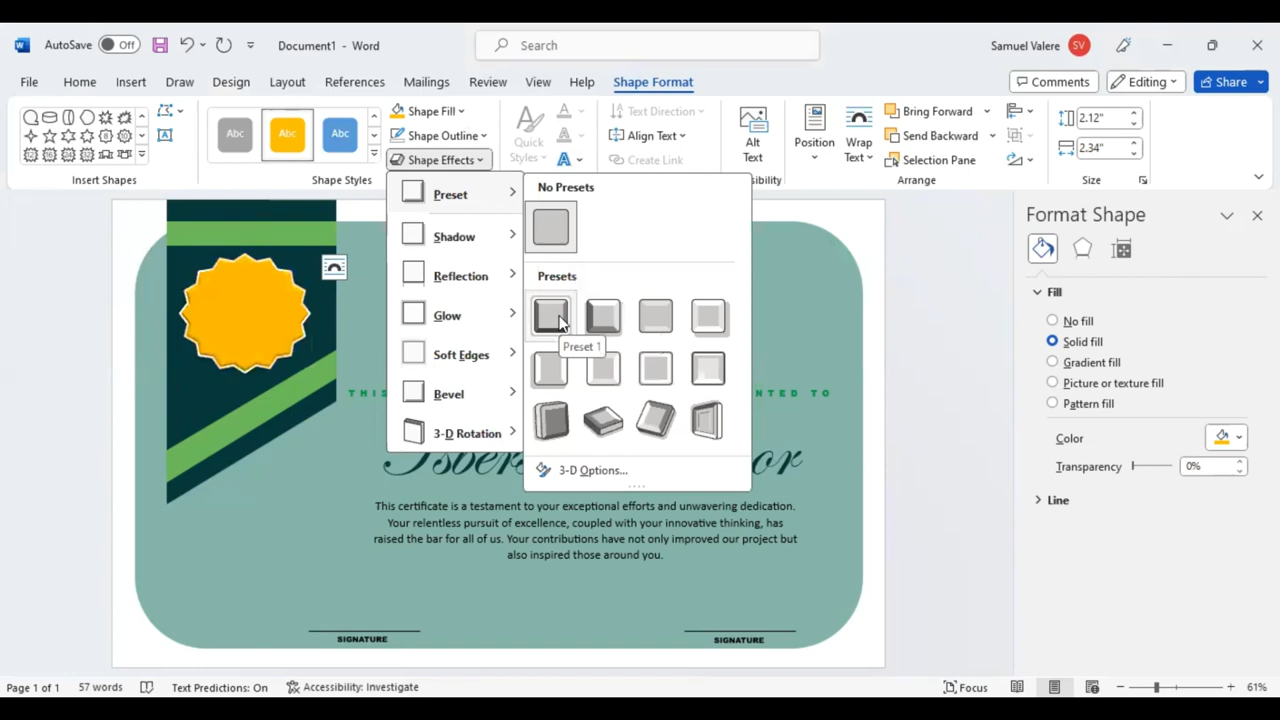 AutoSave Off Document1 - Word Search Samuel Valere SV
File Home Insert Draw Design Layout References Mailings Review View Help Shape Format Comments Editing Share
Abc Abc Abc Shape Fill Text Direction Bring Forward 2.12"
Shape Outline Quick Styles Align Text Alt Text Position Wrap Text Send Backward 2.34"
Shape Effects Create Link Selection Pane
Insert Shapes Shape Styles sibility Arrange Size
Preset
Shadow
Reflection
Glow
Soft Edges
Bevel
3-D Rotation
No Presets
Presets
Preset 1
3-D Options...
Format Shape
Fill
No fill
Solid fill
Gradient fill
Picture or texture fill
Pattern fill
Color
Transparency 0%
Line
THIS NTED TO
This certificate is a testament to your exceptional efforts and unwavering dedication.
Your relentless pursuit of excellence, coupled with your innovative thinking, has
raised the bar for all of us. Your contributions have not only improved our project but
also inspired those around you.
SIGNATURE SIGNATURE
Page 1 of 1 57 words Text Predictions: On Accessibility: Investigate Focus 61%